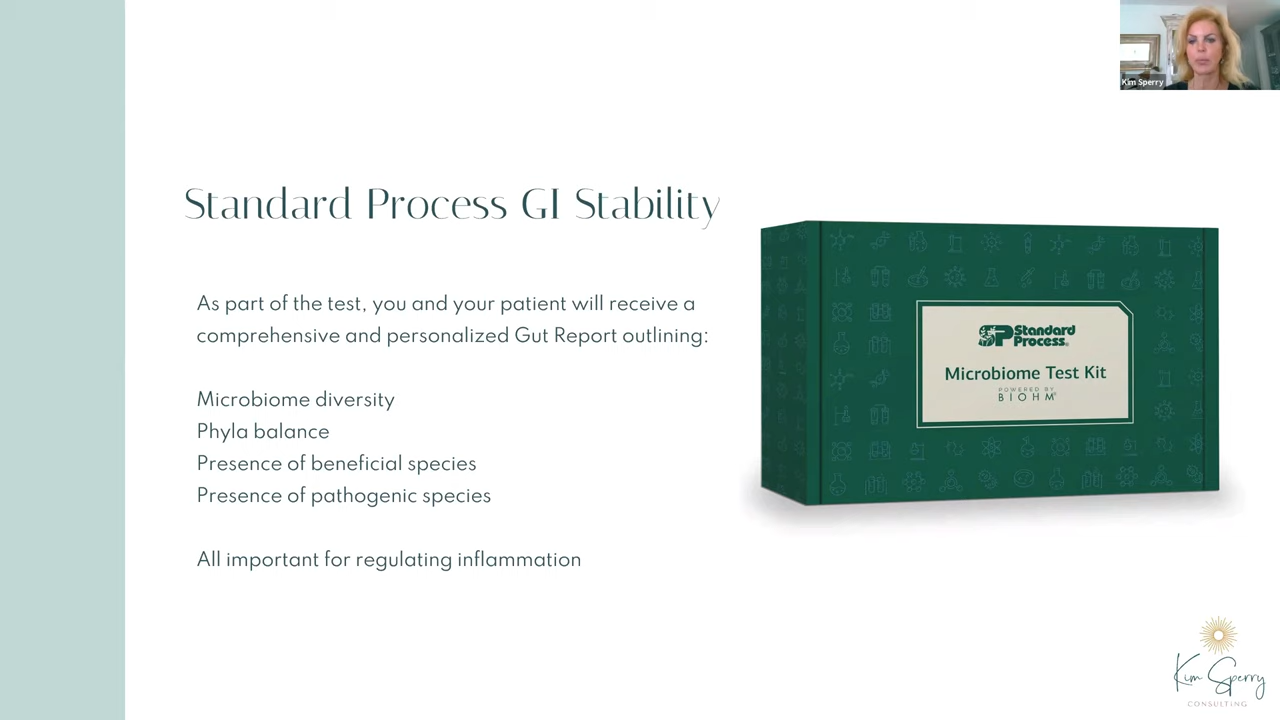 Kim Sperry
Standard Process GI Stability
As part of the test, you and your patient will receive a
comprehensive and personalized Gut Report outlining:
Microbiome diversity
Phyla balance
Presence of beneficial species
Presence of pathogenic species
All important for regulating inflammation
SP Standard
Process®
Microbiome Test Kit
POWERED BY
BIOHM®
Kim Sperry
CONSULTING